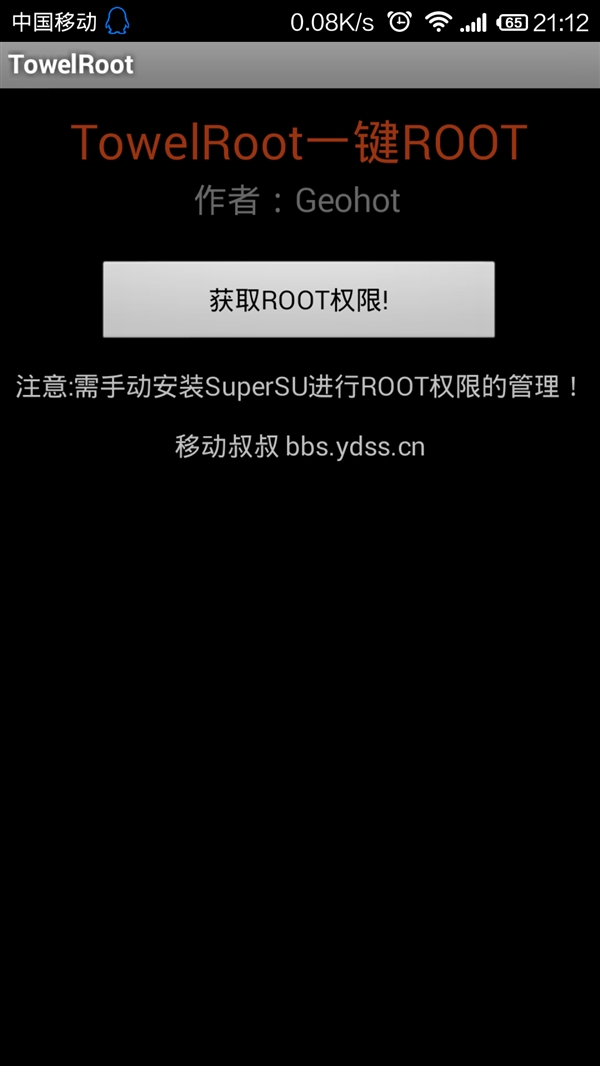 中国移动 0.08K/s 65 21:12
TowelRoot
TowelRoot一键ROOT
作者：Geohot
获取ROOT权限!
注意:需手动安装SuperSU进行ROOT权限的管理！
移动叔叔 bbs.ydss.cn